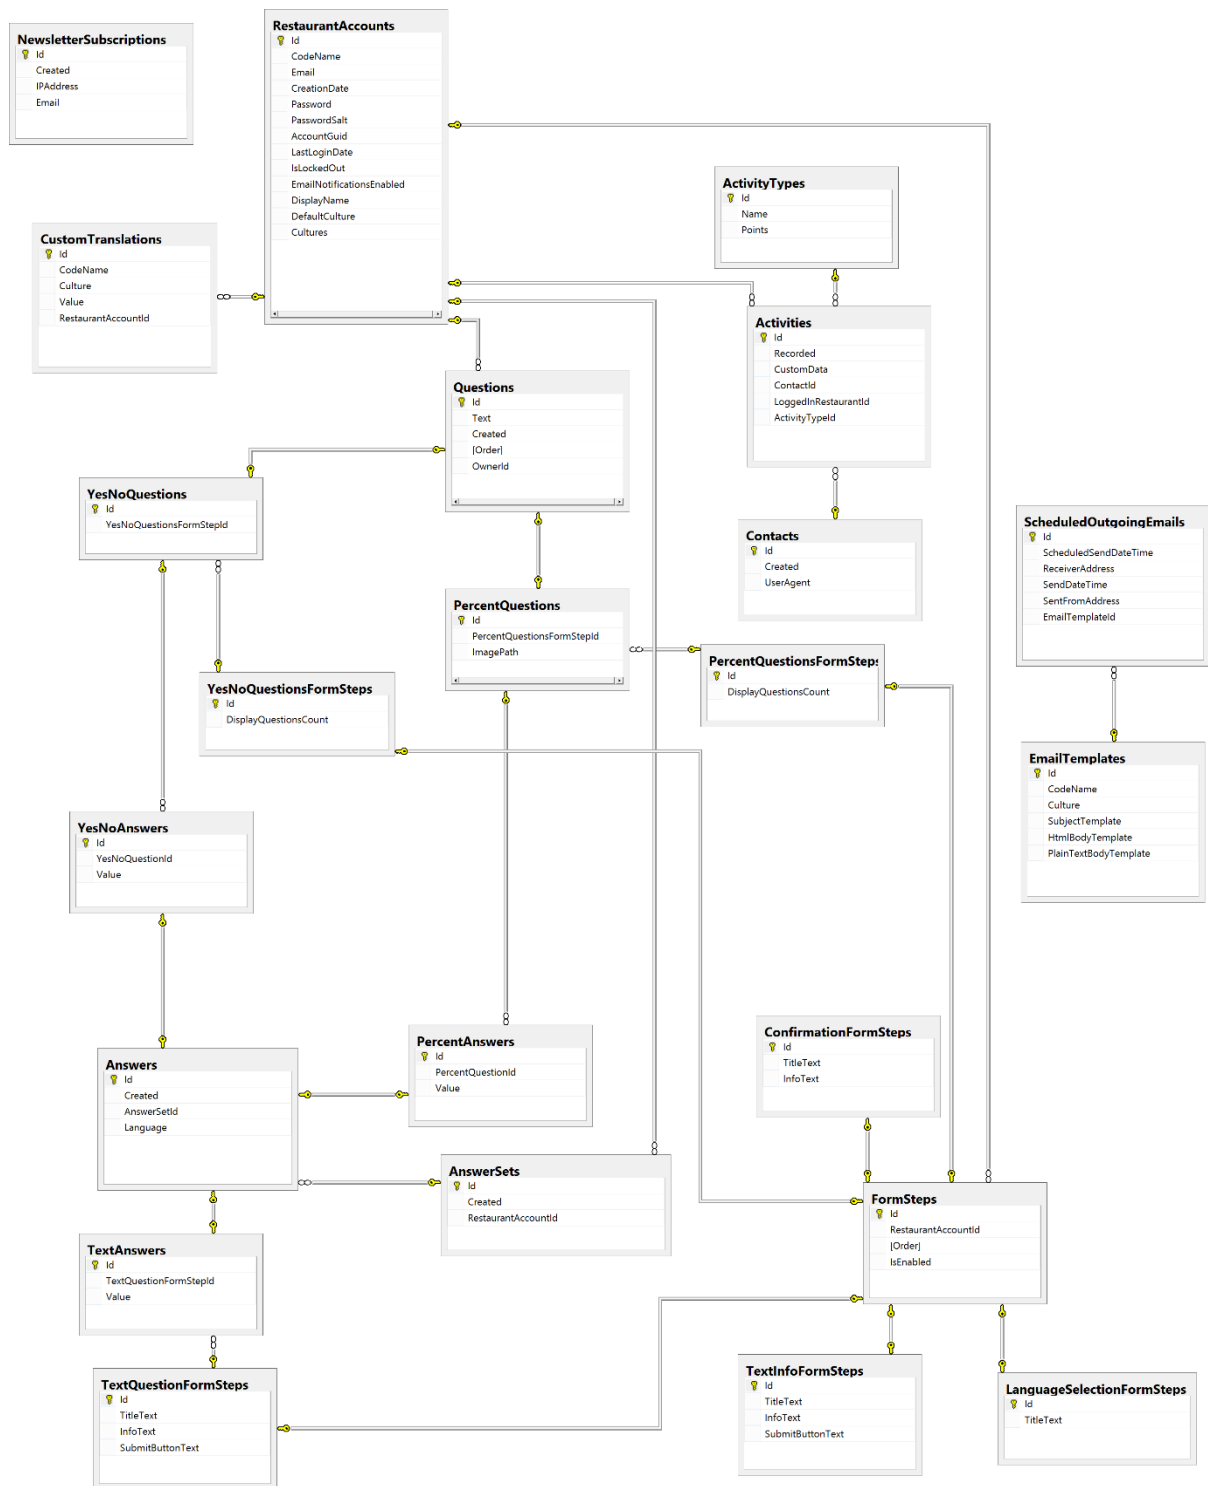 NewsletterSubscriptions
Id
Created
IPAddress
Email
RestaurantAccounts
Id
CodeName
Email
CreationDate
Password
PasswordSalt
AccountGuid
LastLoginDate
IsLockedOut
EmailNotificationsEnabled
DisplayName
DefaultCulture
Cultures
CustomTranslations
Id
CodeName
Culture
Value
RestaurantAccountId
ActivityTypes
Id
Name
Points
Activities
Id
Recorded
CustomData
ContactId
LoggedInRestaurantId
ActivityTypeId
Questions
Id
Text
Created
[Order]
OwnerId
YesNoQuestions
Id
YesNoQuestionsFormStepId
Contacts
Id
Created
UserAgent
ScheduledOutgoingEmails
Id
ScheduledSendDateTime
ReceiverAddress
SendDateTime
SentFromAddress
EmailTemplateId
PercentQuestions
Id
PercentQuestionsFormStepId
ImagePath
PercentQuestionsFormSteps
Id
DisplayQuestionsCount
YesNoQuestionsFormSteps
Id
DisplayQuestionsCount
EmailTemplates
Id
CodeName
Culture
SubjectTemplate
HtmlBodyTemplate
PlainTextBodyTemplate
YesNoAnswers
Id
YesNoQuestionId
Value
Answers
Id
Created
AnswerSetId
Language
PercentAnswers
Id
PercentQuestionId
Value
ConfirmationFormSteps
Id
TitleText
InfoText
AnswerSets
Id
Created
RestaurantAccountId
FormSteps
Id
RestaurantAccountId
[Order]
IsEnabled
TextAnswers
Id
TextQuestionFormStepId
Value
TextQuestionFormSteps
Id
TitleText
InfoText
SubmitButtonText
TextInfoFormSteps
Id
TitleText
InfoText
SubmitButtonText
LanguageSelectionFormSteps
Id
TitleText